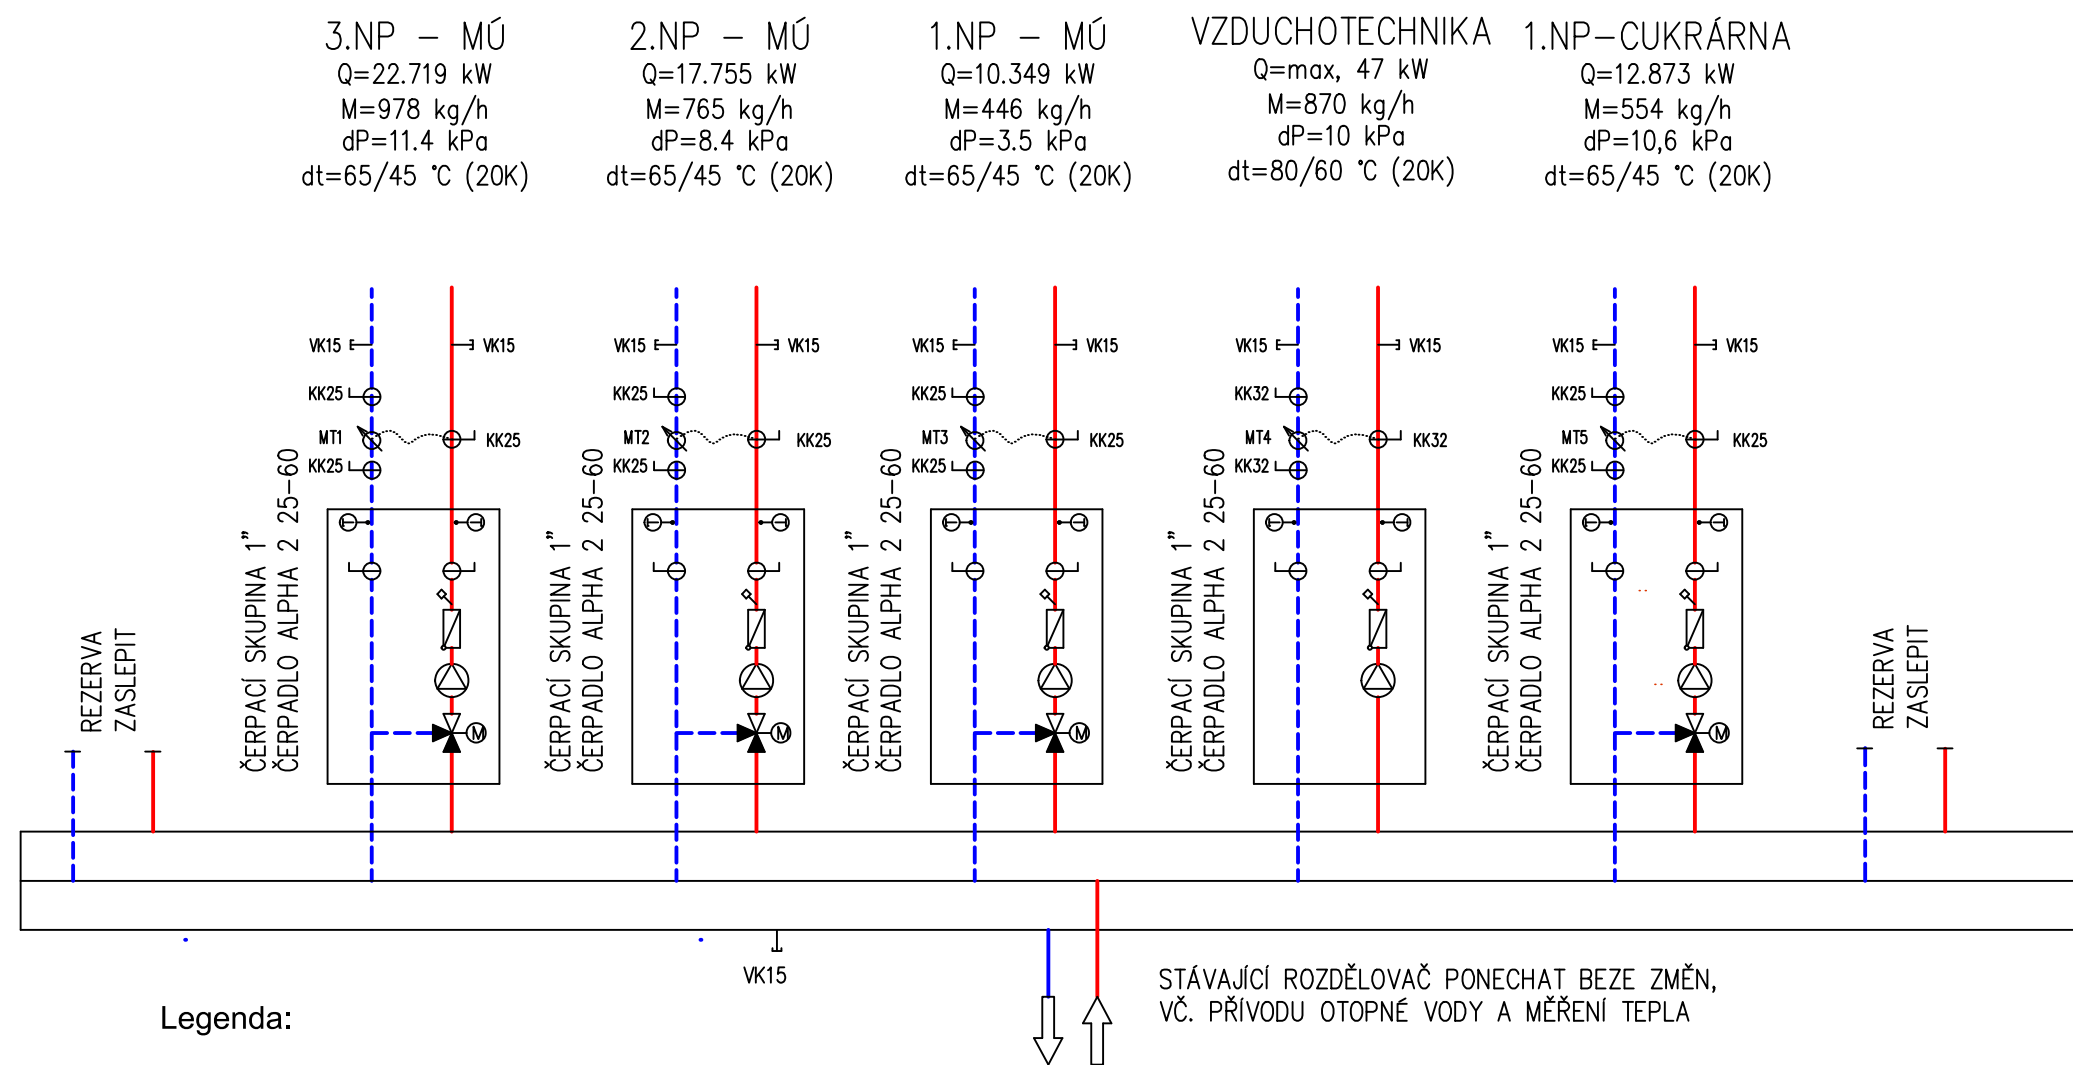 3.NP - MÚ
Q=22.719 kW
M=978 kg/h
dP=11.4 kPa
dt=65/45 °C (20K)
2.NP - MÚ
Q=17.755 kW
M=765 kg/h
dP=8.4 kPa
dt=65/45 °C (20K)
1.NP - MÚ
Q=10.349 kW
M=446 kg/h
dP=3.5 kPa
dt=65/45 °C (20K)
VZDUCHOTECHNIKA
Q=max, 47 kW
M=870 kg/h
dP=10 kPa
dt=80/60 °C (20K)
1.NP-CUKRÁRNA
Q=12.873 kW
M=554 kg/h
dP=10,6 kPa
dt=65/45 °C (20K)
REZERVA
ZASLEPIT
VK15
VK15
KK25
MT1
KK25
KK25
ČERPACÍ SKUPINA 1"
ČERPADLO ALPHA 2 25-60
M
VK15
VK15
KK25
MT2
KK25
KK25
ČERPACÍ SKUPINA 1"
ČERPADLO ALPHA 2 25-60
M
VK15
VK15
KK25
MT3
KK25
KK25
ČERPACÍ SKUPINA 1"
ČERPADLO ALPHA 2 25-60
M
VK15
VK15
KK32
MT4
KK32
KK32
ČERPACÍ SKUPINA 1"
ČERPADLO ALPHA 2 25-60
VK15
VK15
KK25
MT5
KK25
KK25
ČERPACÍ SKUPINA 1"
ČERPADLO ALPHA 2 25-60
M
REZERVA
ZASLEPIT
VK15
STÁVAJÍCÍ ROZDĚLOVAČ PONECHAT BEZE ZMĚN,
VČ. PŘÍVODU OTOPNÉ VODY A MĚŘENÍ TEPLA
Legenda: